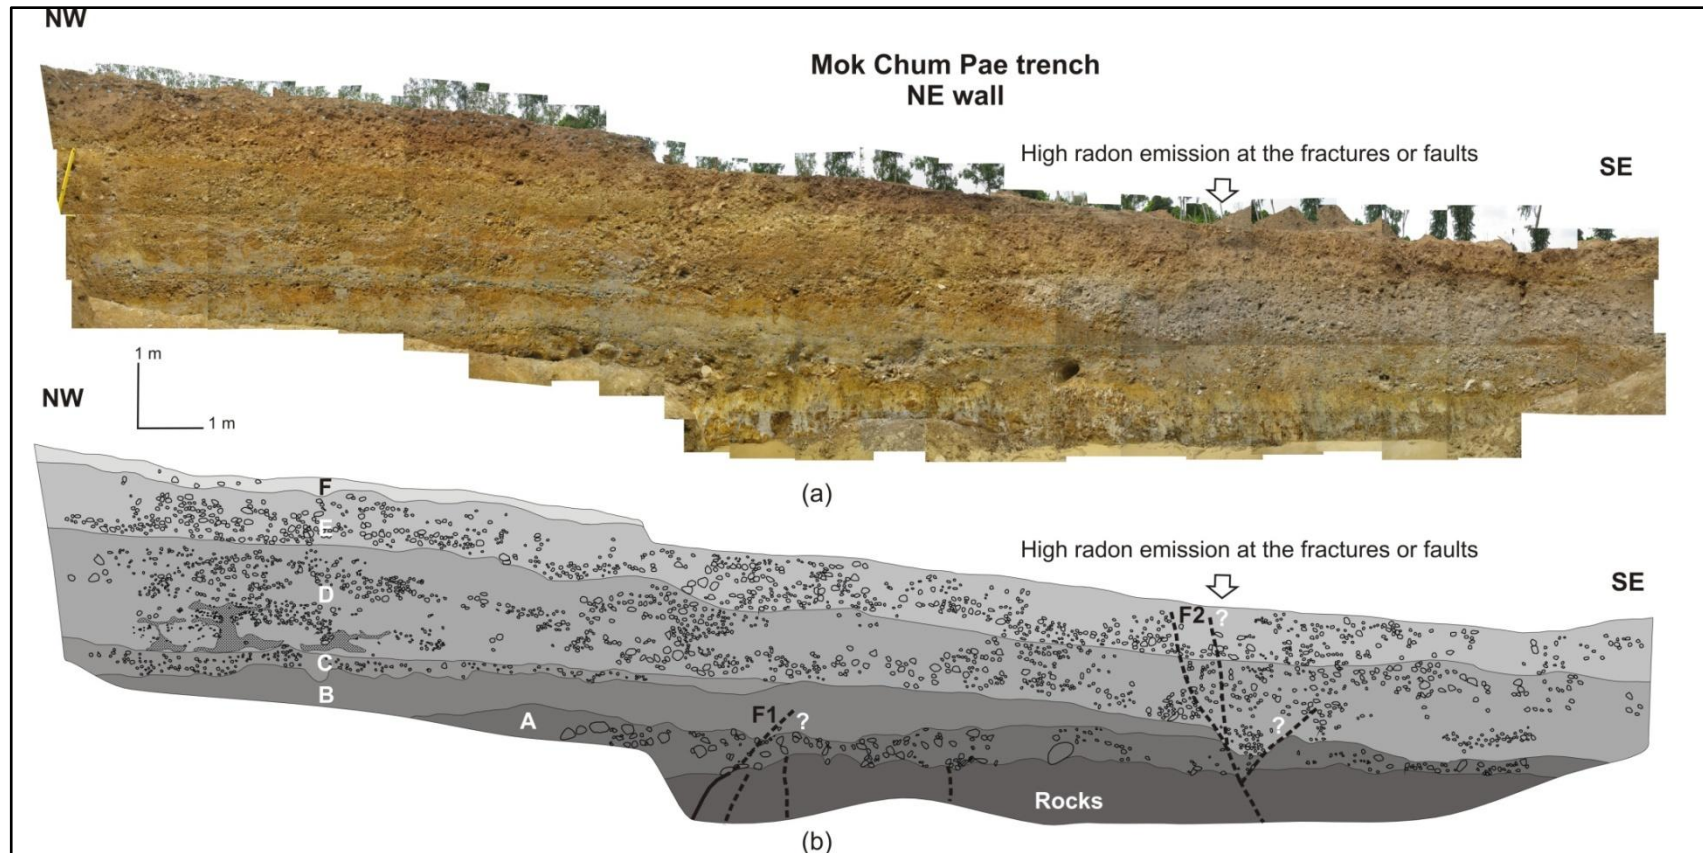 NW
Mok Chum Pae trench
NE wall
High radon emission at the fractures or faults
SE
1 m
1 m
NW
(a)
F
E
High radon emission at the fractures or faults
SE
D
F2 ?
C
B
A
F1 ?
?
Rocks
(b)